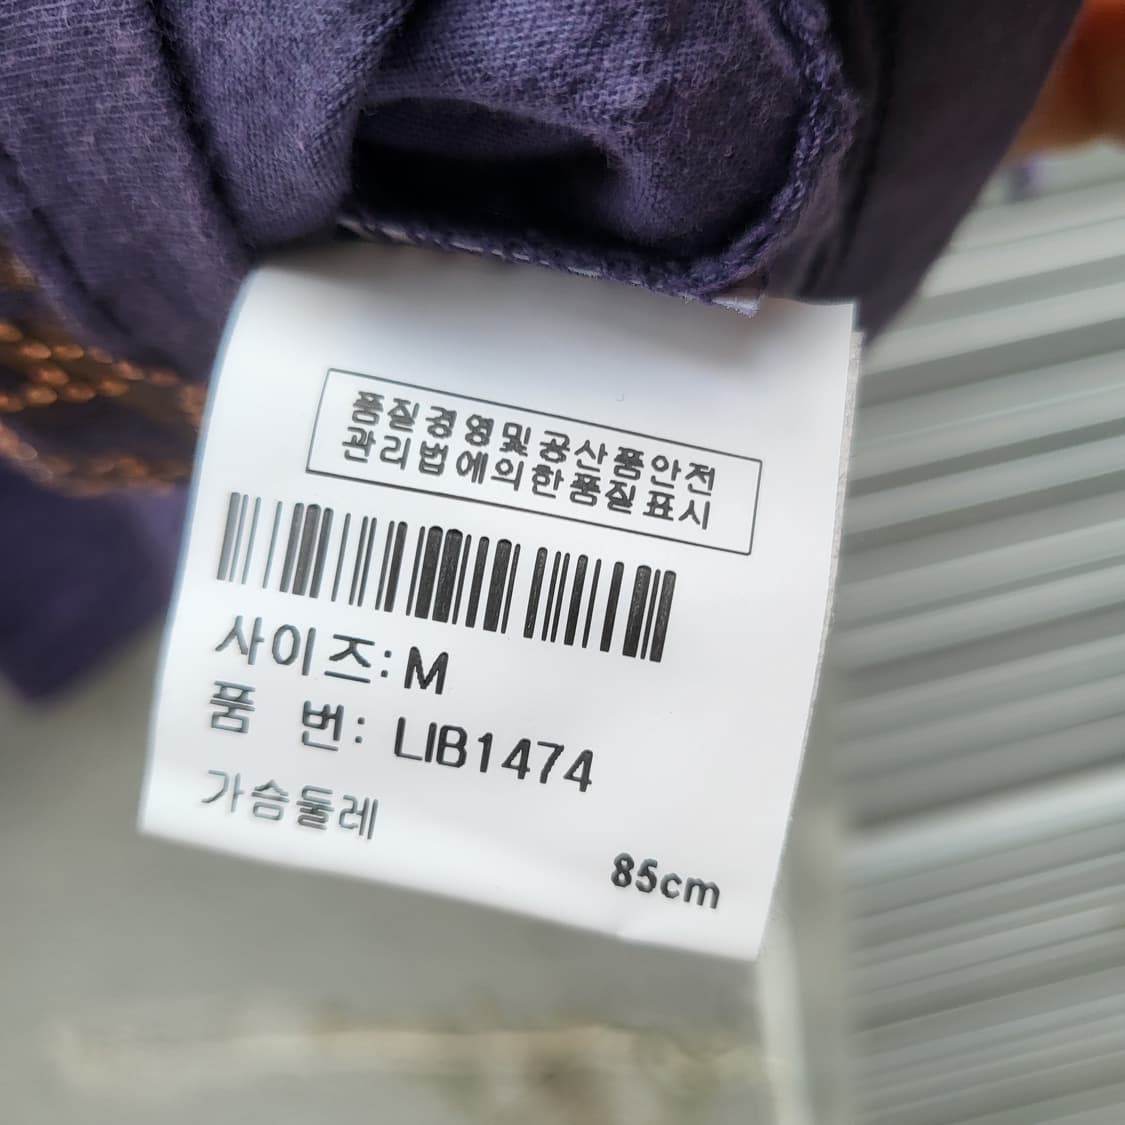 품질경영및공산품안전
관리법에의한품질표시
사이즈: M
품 번: LIB1474
가슴둘레
85cm